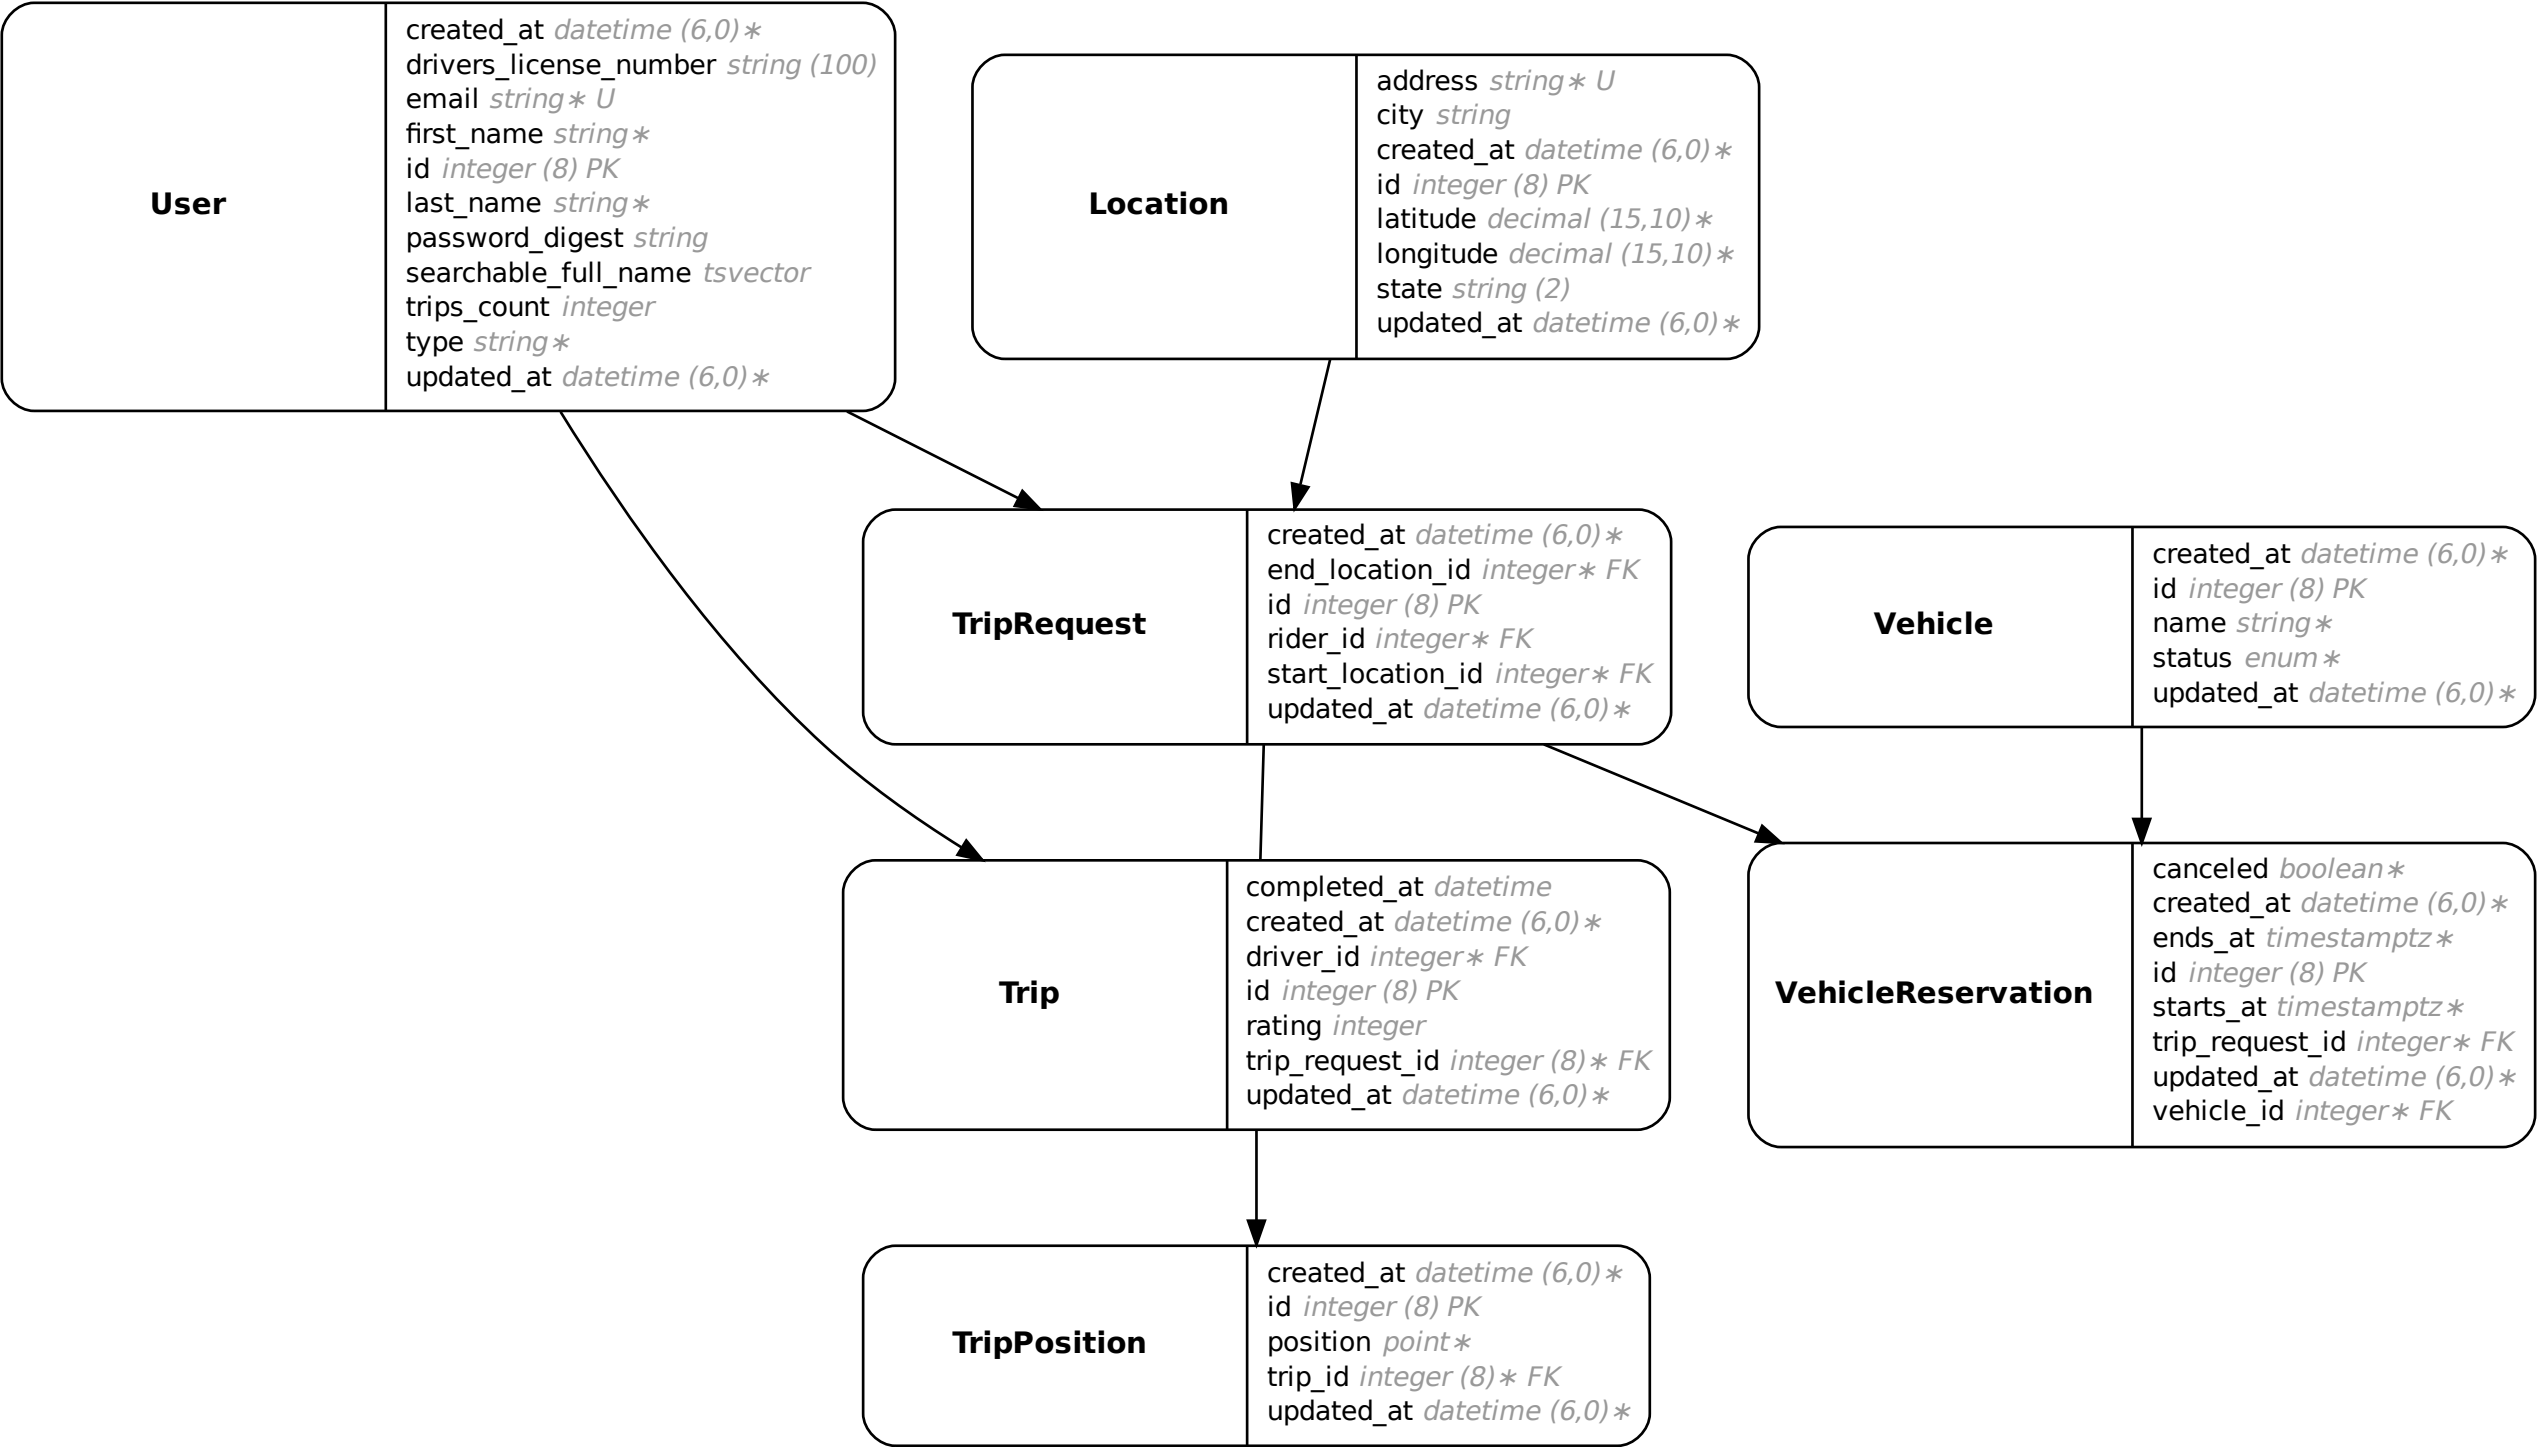 User
created_at datetime (6,0)∗
drivers_license_number string (100)
email string∗ U
first_name string∗
id integer (8) PK
last_name string∗
password_digest string
searchable_full_name tsvector
trips_count integer
type string∗
updated_at datetime (6,0)∗
Location
address string∗ U
city string
created_at datetime (6,0)∗
id integer (8) PK
latitude decimal (15,10)∗
longitude decimal (15,10)∗
state string (2)
updated_at datetime (6,0)∗
TripRequest
created_at datetime (6,0)∗
end_location_id integer∗ FK
id integer (8) PK
rider_id integer∗ FK
start_location_id integer∗ FK
updated_at datetime (6,0)∗
Vehicle
created_at datetime (6,0)∗
id integer (8) PK
name string∗
status enum∗
updated_at datetime (6,0)∗
Trip
completed_at datetime
created_at datetime (6,0)∗
driver_id integer∗ FK
id integer (8) PK
rating integer
trip_request_id integer (8)∗ FK
updated_at datetime (6,0)∗
VehicleReservation
canceled boolean∗
created_at datetime (6,0)∗
ends_at timestamptz∗
id integer (8) PK
starts_at timestamptz∗
trip_request_id integer∗ FK
updated_at datetime (6,0)∗
vehicle_id integer∗ FK
TripPosition
created_at datetime (6,0)∗
id integer (8) PK
position point∗
trip_id integer (8)∗ FK
updated_at datetime (6,0)∗